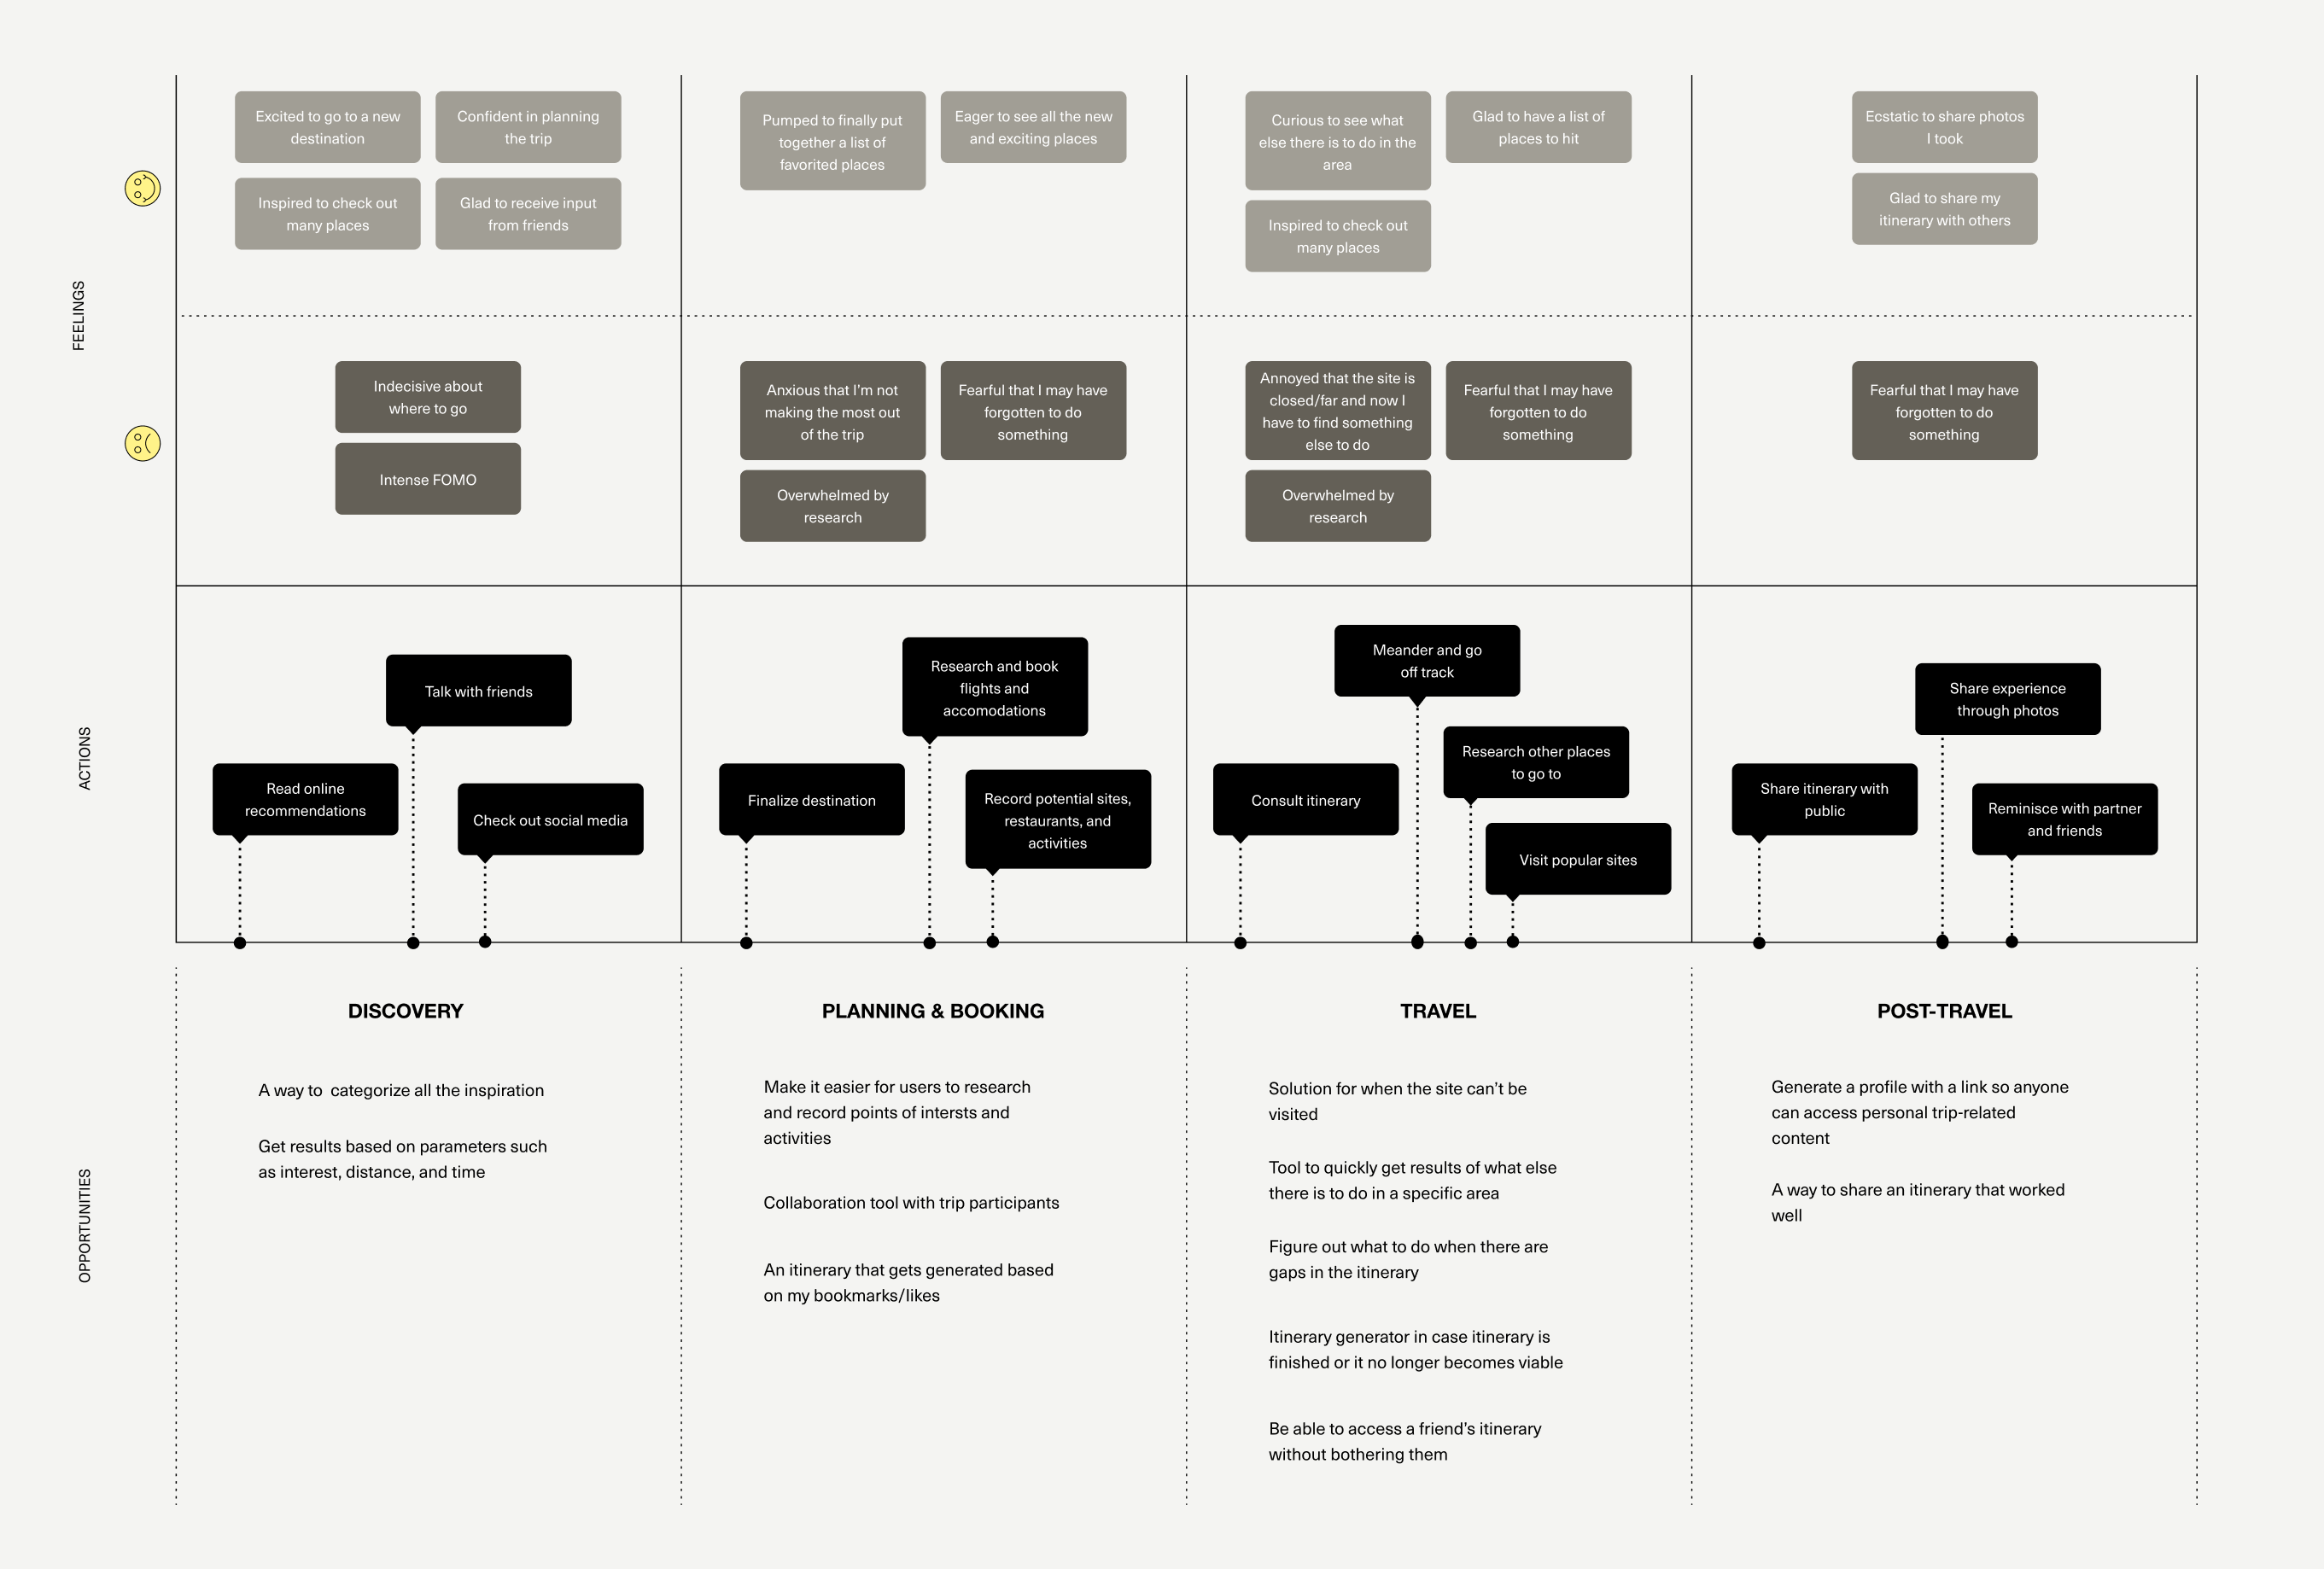 FEELINGS
Excited to go to a new
destination
Confident in planning
the trip
Inspired to check out
many places
Glad to receive input
from friends
Pumped to finally put
together a list of
favorited places
Eager to see all the new
and exciting places
Curious to see what
else there is to do in the
area
Glad to have a list of
places to hit
Inspired to check out
many places
Ecstatic to share photos
I took
Glad to share my
itinerary with others
Indecisive about
where to go
Intense FOMO
Anxious that I'm not
making the most out
of the trip
Fearful that I may have
forgotten to do
something
Overwhelmed by
research
Annoyed that the site is
closed/far and now I
have to find something
else to do
Fearful that I may have
forgotten to do
something
Overwhelmed by
research
Fearful that I may have
forgotten to do
something
ACTIONS
Read online
recommendations
Talk with friends
Check out social media
Finalize destination
Research and book
flights and
accomodations
Record potential sites,
restaurants, and
activities
Consult itinerary
Meander and go
off track
Research other places
to go to
Visit popular sites
Share itinerary with
public
Share experience
through photos
Reminisce with partner
and friends
OPPORTUNITIES
DISCOVERY
A way to  categorize all the inspiration
Get results based on parameters such
as interest, distance, and time
PLANNING & BOOKING
Make it easier for users to research
and record points of intersts and
activities
Collaboration tool with trip participants
An itinerary that gets generated based
on my bookmarks/likes
TRAVEL
Solution for when the site can't be
visited
Tool to quickly get results of what else
there is to do in a specific area
Figure out what to do when there are
gaps in the itinerary
Itinerary generator in case itinerary is
finished or it no longer becomes viable
Be able to access a friend's itinerary
without bothering them
POST-TRAVEL
Generate a profile with a link so anyone
can access personal trip-related
content
A way to share an itinerary that worked
well